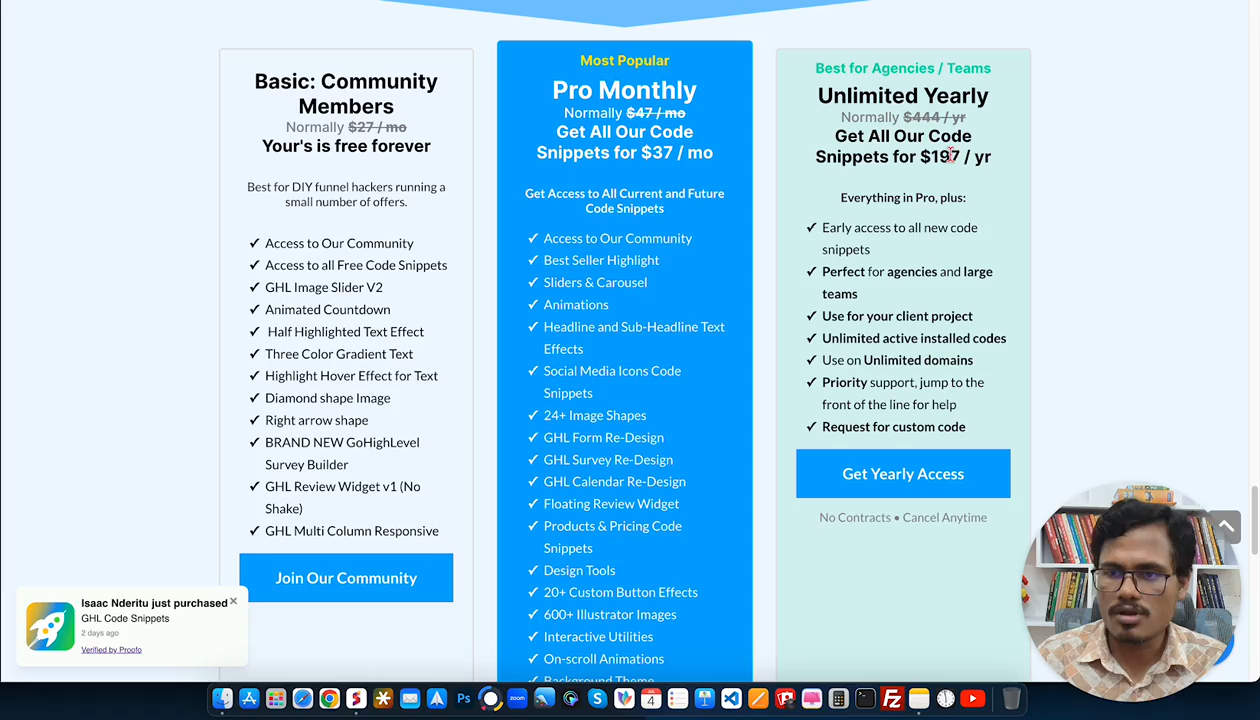 Basic: Community
Members
Normally $27 / mo
Your's is free forever
Best for DIY funnel hackers running a
small number of offers.
✓ Access to Our Community
✓ Access to all Free Code Snippets
✓ GHL Image Slider V2
✓ Animated Countdown
✓ Half Highlighted Text Effect
✓ Three Color Gradient Text
✓ Highlight Hover Effect for Text
✓ Diamond shape Image
✓ Right arrow shape
✓ BRAND NEW GoHighLevel
Survey Builder
✓ GHL Review Widget v1 (No
Shake)
✓ GHL Multi Column Responsive
Join Our Community
Most Popular
Pro Monthly
Normally $47 / mo
Get All Our Code
Snippets for $37 / mo
Get Access to All Current and Future
Code Snippets
✓ Access to Our Community
✓ Best Seller Highlight
✓ Sliders & Carousel
✓ Animations
✓ Headline and Sub-Headline Text
Effects
✓ Social Media Icons Code
Snippets
✓ 24+ Image Shapes
✓ GHL Form Re-Design
✓ GHL Survey Re-Design
✓ GHL Calendar Re-Design
✓ Floating Review Widget
✓ Products & Pricing Code
Snippets
✓ Design Tools
✓ 20+ Custom Button Effects
✓ 600+ Illustrator Images
✓ Interactive Utilities
✓ On-scroll Animations
Background Theme
Best for Agencies / Teams
Unlimited Yearly
Normally $444 / yr
Get All Our Code
Snippets for $197 / yr
Everything in Pro, plus:
✓ Early access to all new code
snippets
✓ Perfect for agencies and large
teams
✓ Use for your client project
✓ Unlimited active installed codes
✓ Use on Unlimited domains
✓ Priority support, jump to the
front of the line for help
✓ Request for custom code
Get Yearly Access
No Contracts • Cancel Anytime
Isaac Nderitu just purchased
GHL Code Snippets
2 days ago
Verified by Proofo
Ps
zoom
4
Fz